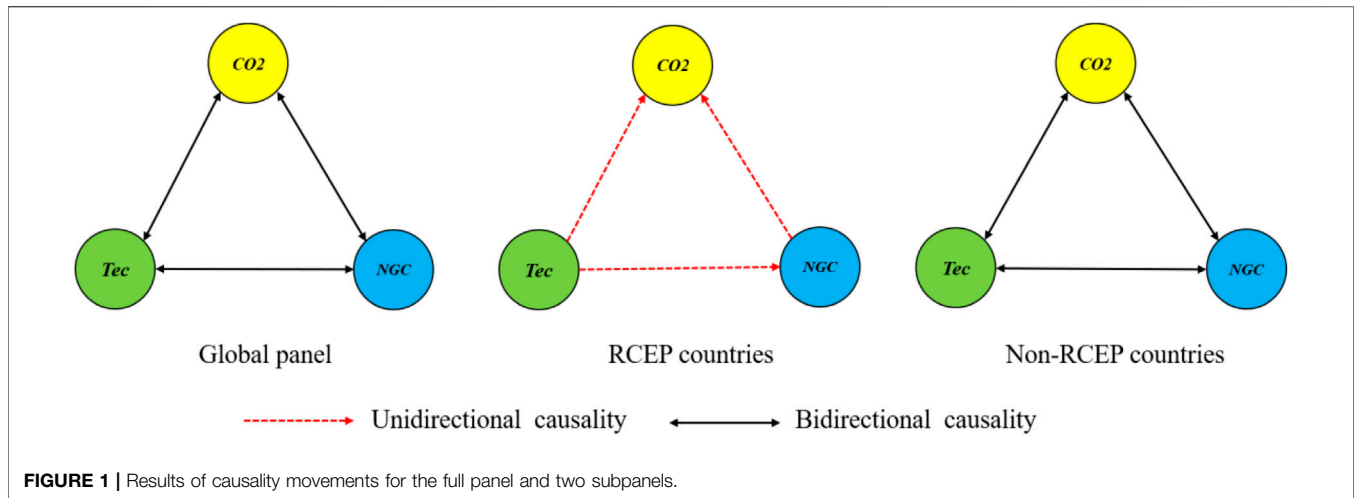 CO2
Tec
NGC
Global panel
CO2
Tec
NGC
RCEP countries
CO2
Tec
NGC
Non-RCEP countries
Unidirectional causality
Bidirectional causality
FIGURE 1 | Results of causality movements for the full panel and two subpanels.